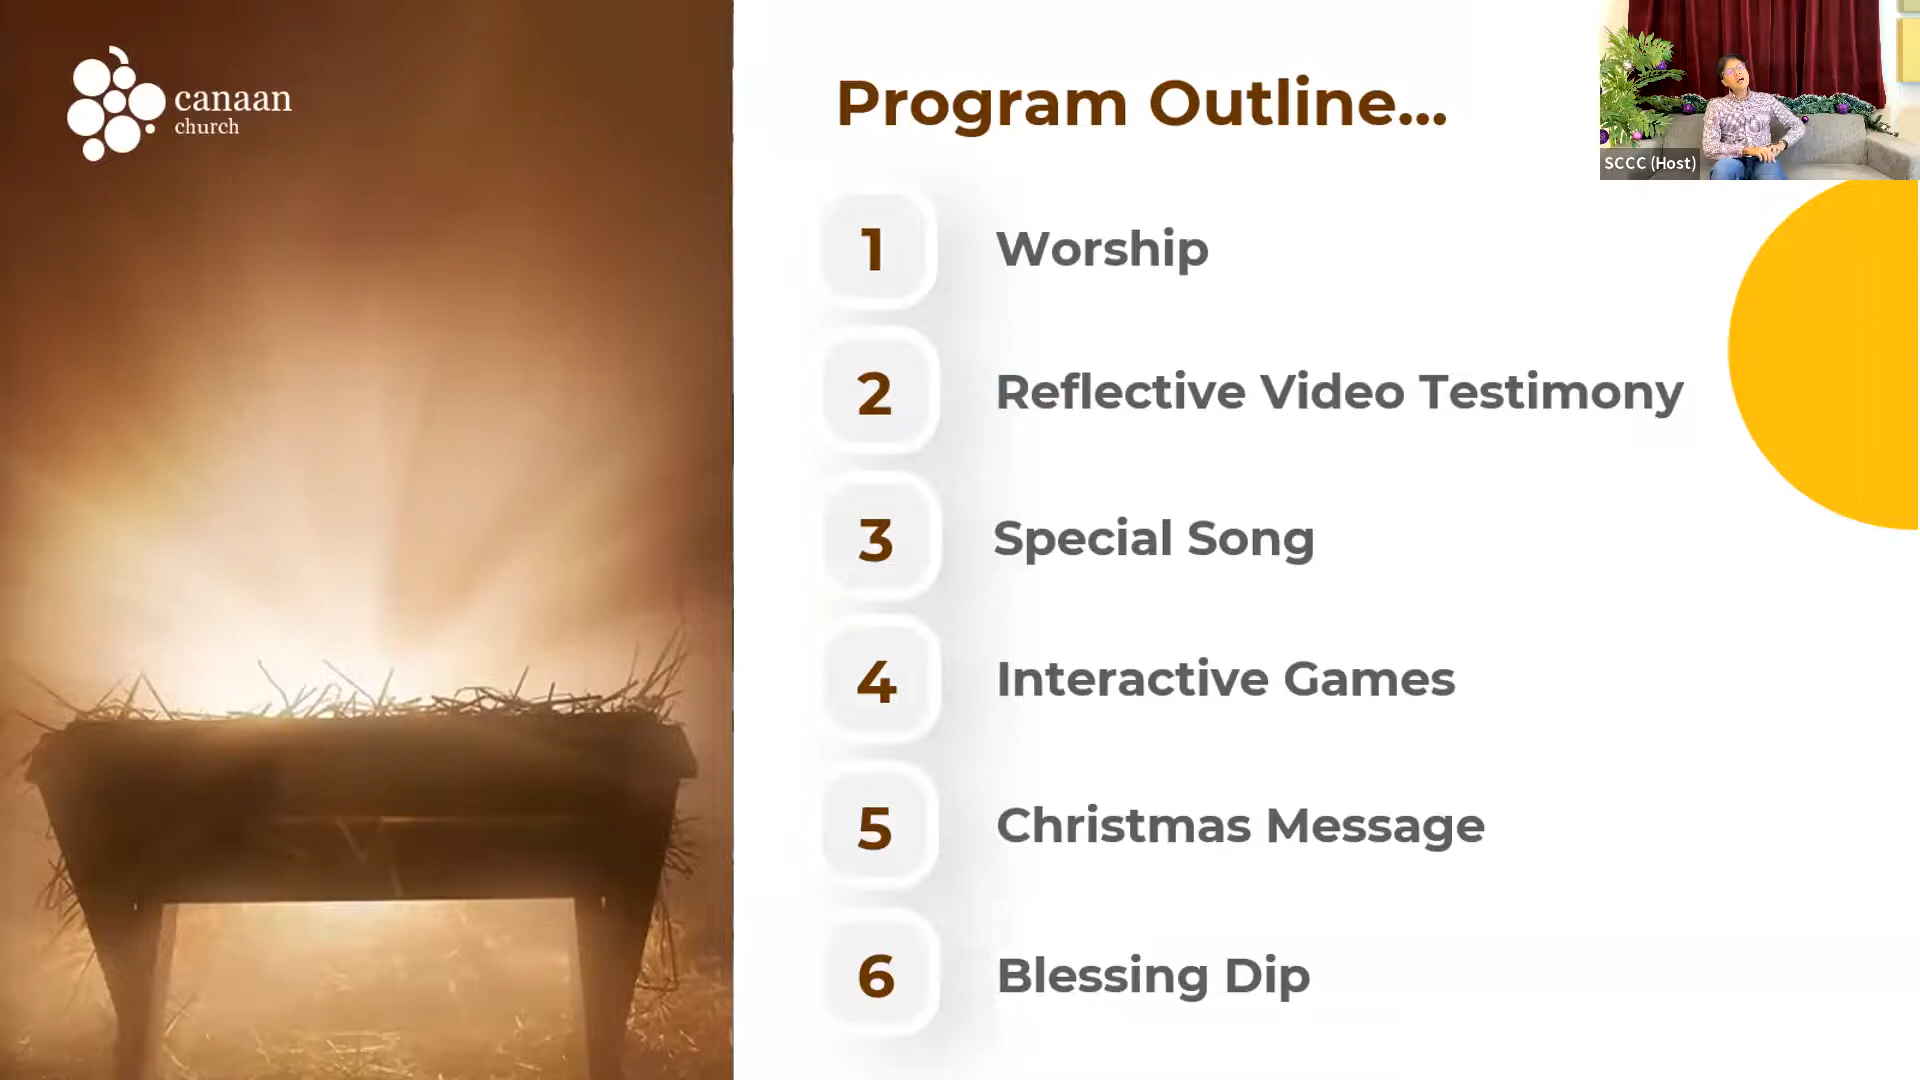 canaan
church
Program Outline...
SCCC (Host)
1 Worship
2 Reflective Video Testimony
3 Special Song
4 Interactive Games
5 Christmas Message
6 Blessing Dip